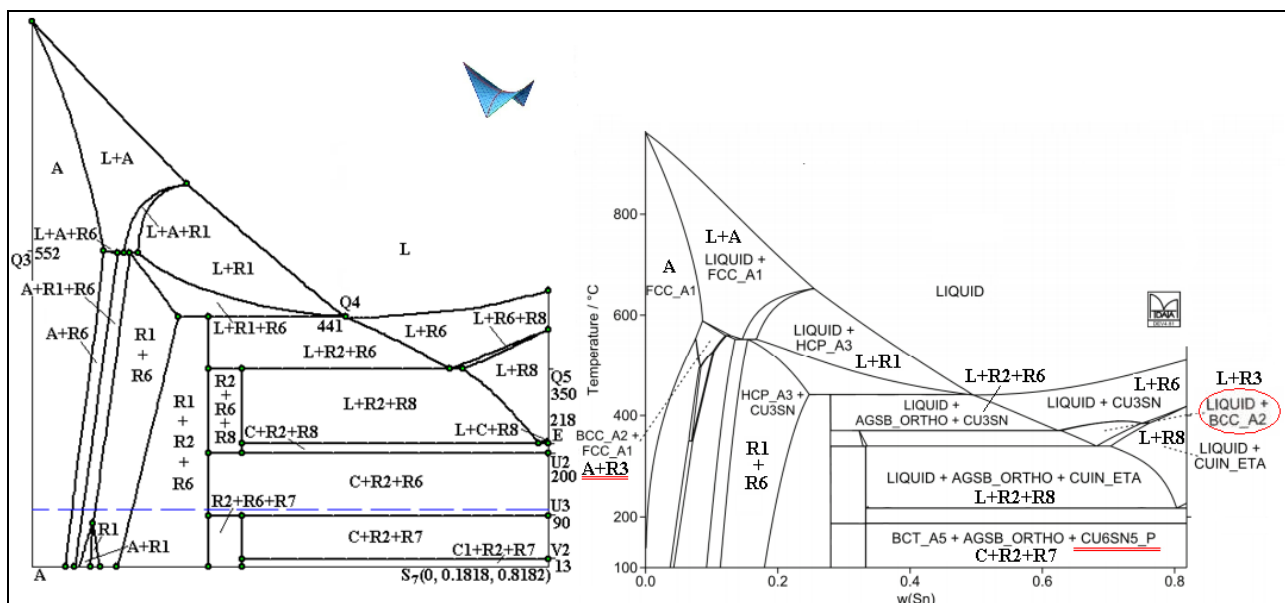 A
L+A
L+A+R6
L+A+R1
L
Q3
552
L+R1
A+R1+R6
Q4
441
L+R1+R6
L+R6
L+R6+R8
A+R6
R1
+
R6
L+R2+R6
L+R8
Q5
350
R1
+
R2
+
R6
R2
+
R6
+
R8
L+R2+R8
218
C+R2+R8
L+C+R8
E
U2
200
C+R2+R6
R2+R6+R7
U3
90
R1
C+R2+R7
A+R1
C1+R2+R7
V2
13
A
S7(0, 0.1818, 0.8182)
800
600
400
200
100
Temperature / °C
L+A
LIQUID +
FCC_A1
A
FCC_A1
LIQUID
MTDATA
LIQUID +
HCP_A3
L+R1
L+R2+R6
L+R6
LIQUID + CU3SN
L+R3
LIQUID +
BCC_A2
HCP_A3 +
CU3SN
LIQUID +
AGSB_ORTHO + CU3SN
L+R8
LIQUID +
CUIN_ETA
BCC_A2 +
FCC_A1
A+R3
R1
+
R6
LIQUID + AGSB_ORTHO + CUIN_ETA
L+R2+R8
BCT_A5 + AGSB_ORTHO + CU6SN5_P
C+R2+R7
0.0
0.2
0.4
0.6
0.8
w(Sn)